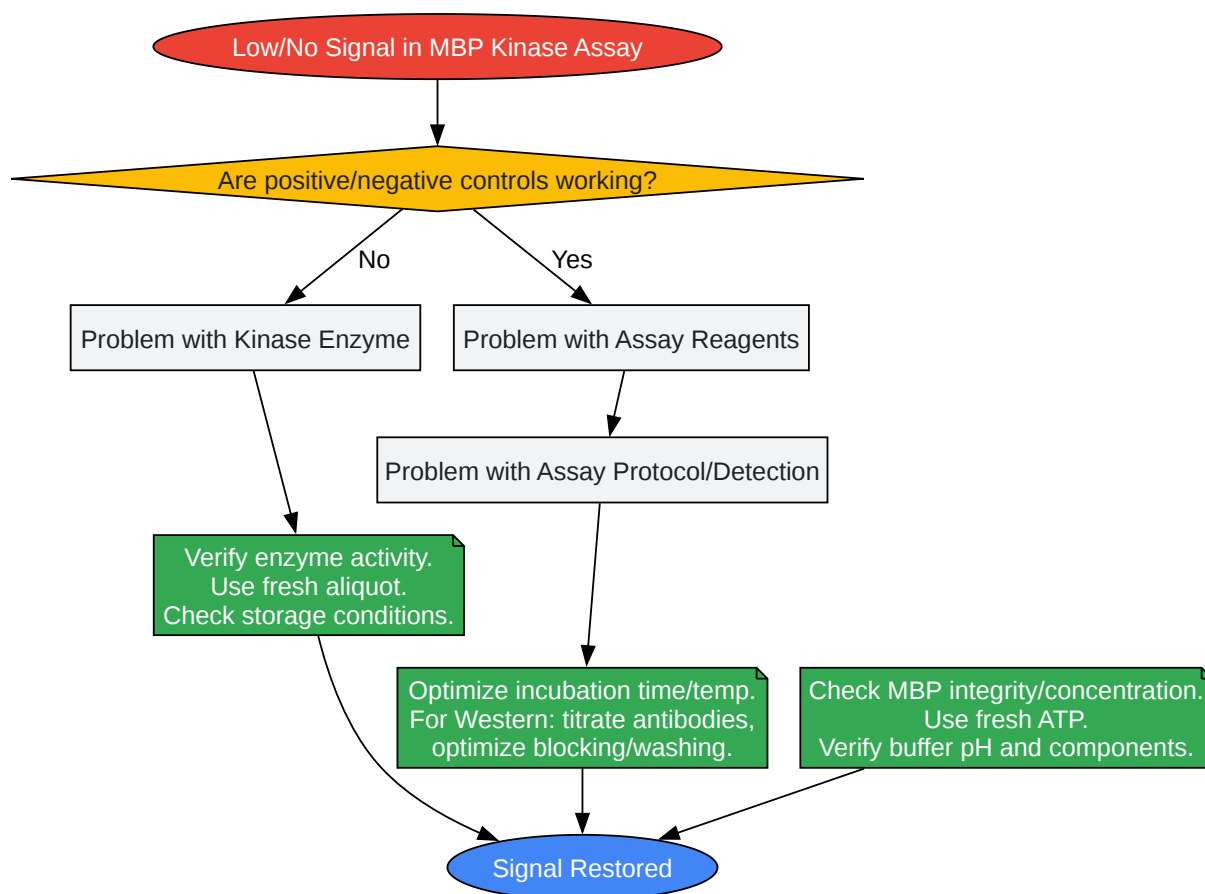 Low/No Signal in MBP Kinase Assay
Are positive/negative controls working?
No
Yes
Problem with Kinase Enzyme
Problem with Assay Reagents
Problem with Assay Protocol/Detection
Verify enzyme activity.
Use fresh aliquot.
Check storage conditions.
Optimize incubation time/temp.
For Western: titrate antibodies,
optimize blocking/washing.
Check MBP integrity/concentration.
Use fresh ATP.
Verify buffer pH and components.
Signal Restored